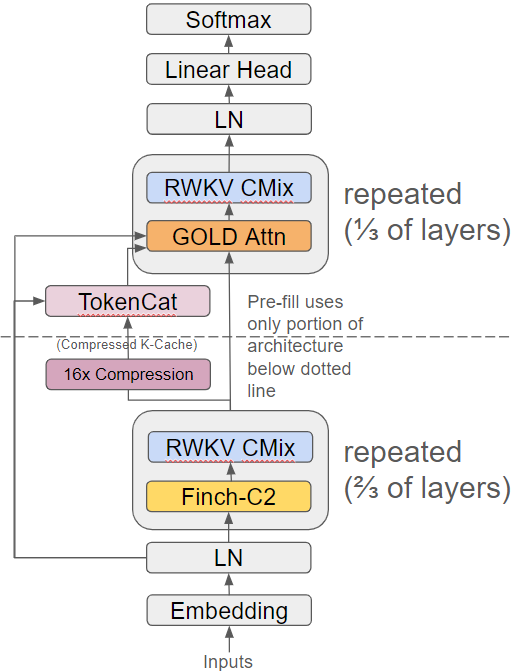 Softmax
Linear Head
LN
RWKV CMix
GOLD Attn
repeated
(⅓ of layers)
TokenCat
Pre-fill uses
only portion of
architecture
below dotted
line
(Compressed K-Cache)
16x Compression
RWKV CMix
Finch-C2
repeated
(⅔ of layers)
LN
Embedding
Inputs